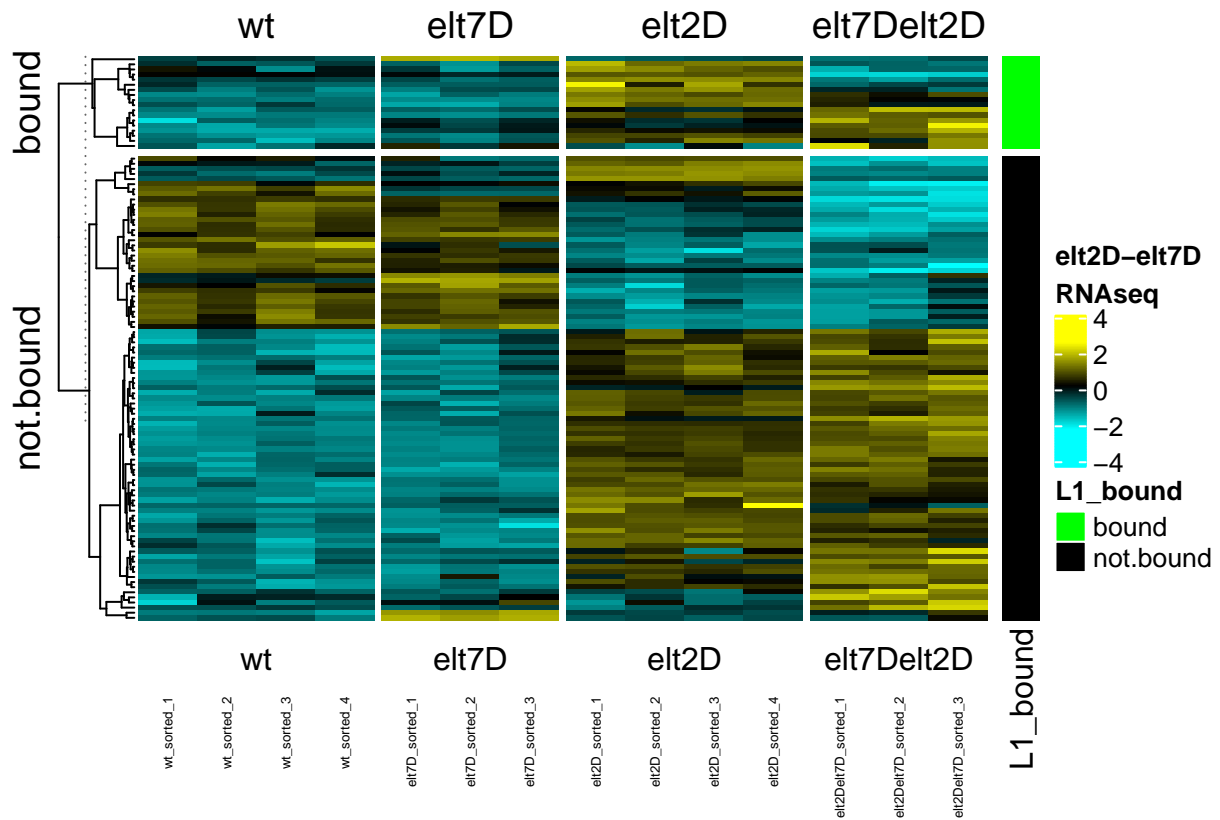 wt elt7D elt2D elt7Delt2D
bound
not.bound
elt2D−elt7D
RNAseq
4
2
0
−2
−4
L1_bound
bound
not.bound
wt elt7D elt2D elt7Delt2D
L1_bound
wt_sorted_1
wt_sorted_2
wt_sorted_3
wt_sorted_4
elt7D_sorted_1
elt7D_sorted_2
elt7D_sorted_3
elt2D_sorted_1
elt2D_sorted_2
elt2D_sorted_3
elt2D_sorted_4
elt2Delt7D_sorted_1
elt2Delt7D_sorted_2
elt2Delt7D_sorted_3